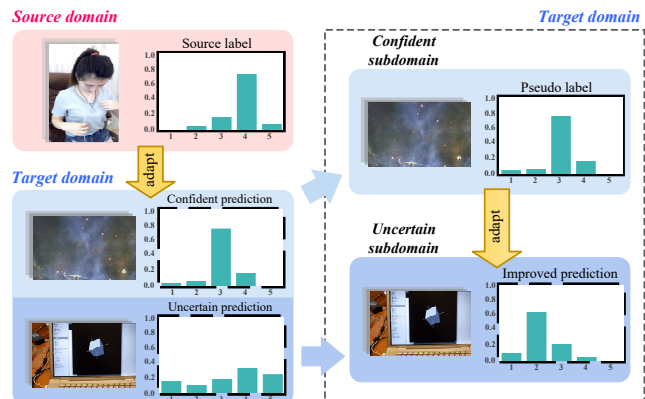 Source domain
Source label
1.0
0.8
0.6
0.4
0.2
0.0
1 2 3 4 5
adapt
Target domain
Confident prediction
1.0
0.8
0.6
0.4
0.2
0.0
1 2 3 4 5
Uncertain prediction
1.0
0.8
0.6
0.4
0.2
0.0
1 2 3 4 5
Target domain
Confident
subdomain
Pseudo label
1.0
0.8
0.6
0.4
0.2
0.0
1 2 3 4 5
adapt
Uncertain
subdomain
Improved prediction
1.0
0.8
0.6
0.4
0.2
0.0
1 2 3 4 5